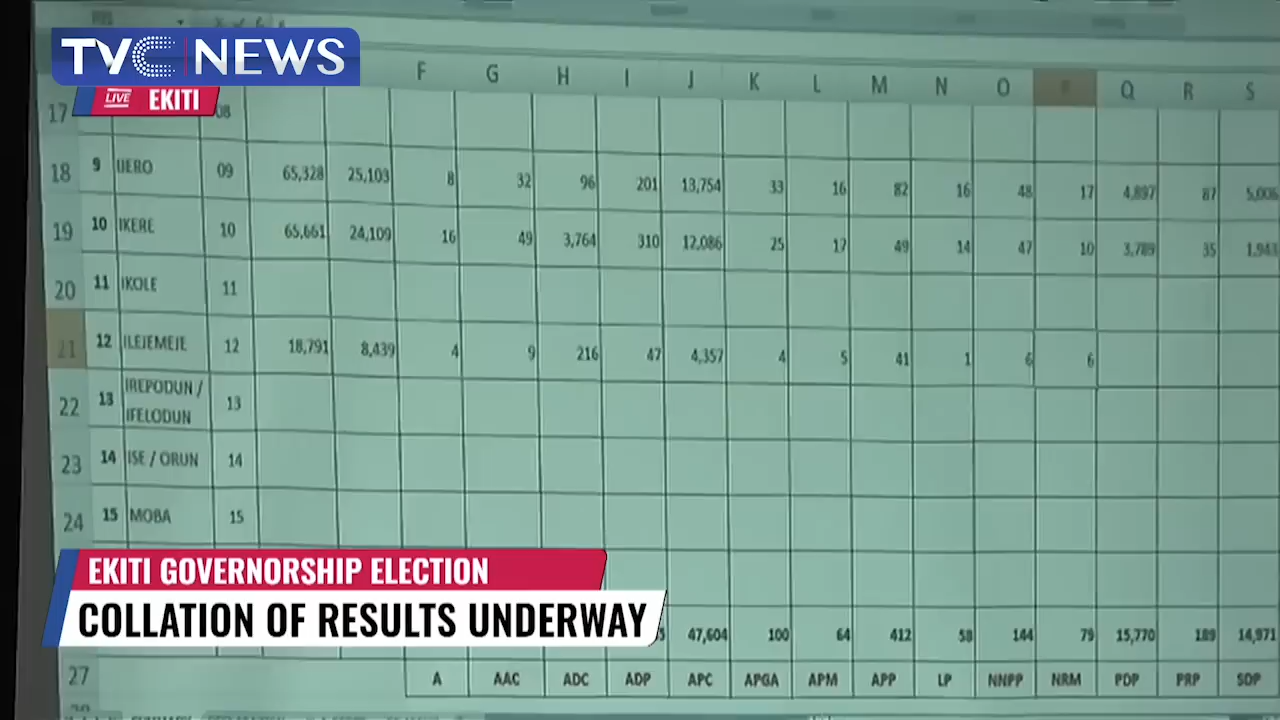 TVC NEWS
LIVE EKITI
F G H I J K L M N O P Q R S
17 08
18 9 IJERO 09 65,328 25,103 8 32 96 201 13,754 33 16 82 16 48 17 4,897 87 5,006
19 10 IKERE 10 65,661 24,109 16 49 3,764 310 12,086 25 17 49 14 47 10 3,789 35 1,943
20 11 IKOLE 11
21 12 ILEJEMEJE 12 18,791 8,439 4 9 216 47 4,357 4 5 41 1 6 6
22 13 IREPODUN /
IFELODUN 13
23 14 ISE / ORUN 14
24 15 MOBA 15
EKITI GOVERNORSHIP ELECTION
COLLATION OF RESULTS UNDERWAY
47,604 100 64 412 58 144 79 15,770 189 14,971
27 A AAC ADC ADP APC APGA APM APP LP NNPP NRM PDP PRP SDP